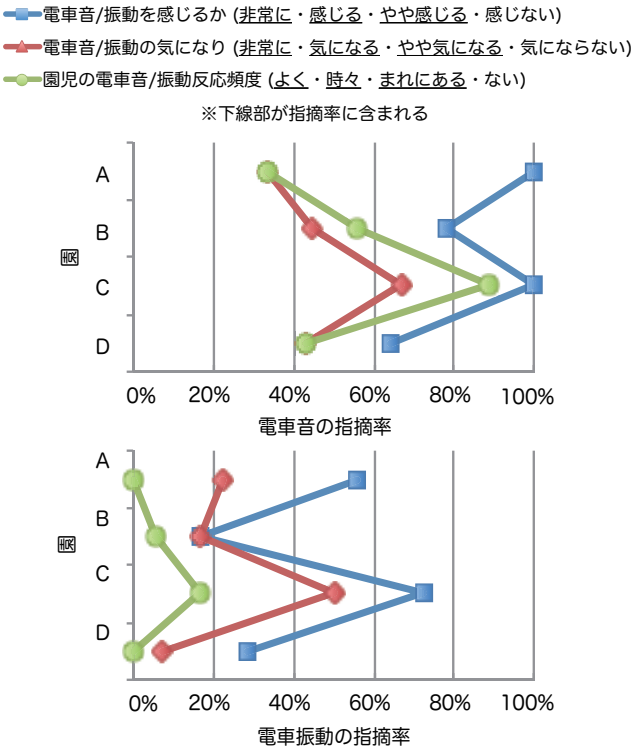 電車音/振動を感じるか (非常に・感じる・やや感じる・感じない)
電車音/振動の気になり (非常に・気になる・やや気になる・気にならない)
園児の電車音/振動反応頻度 (よく・時々・まれにある・ない)
※下線部が指摘率に含まれる
A
B
園
C
D
0% 20% 40% 60% 80% 100%
電車音の指摘率
A
B
園
C
D
0% 20% 40% 60% 80% 100%
電車振動の指摘率